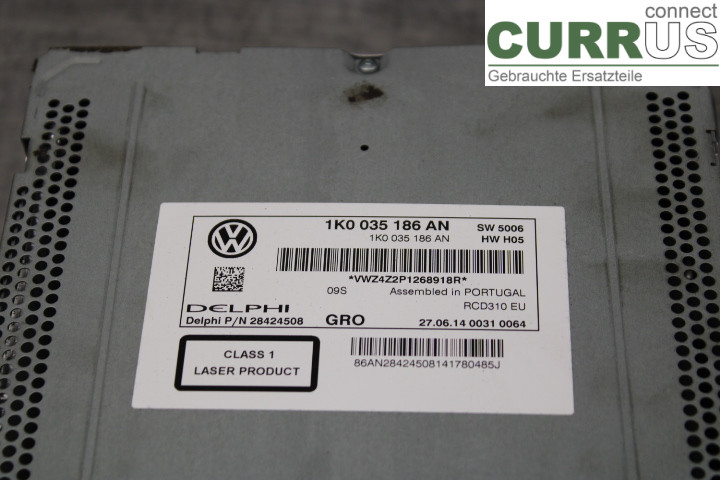 connect
CURRUS
Gebrauchte Ersatzteile
1K0 035 186 AN SW 5006
1K0 035 186 AN HW H05
*VWZ4Z2P1268918R*
09S Assembled in PORTUGAL
DELPHI RCD310 EU
Delphi P/N 28424508 GRO 27.06.14 0031 0064
CLASS 1
LASER PRODUCT
86AN28424508141780485J